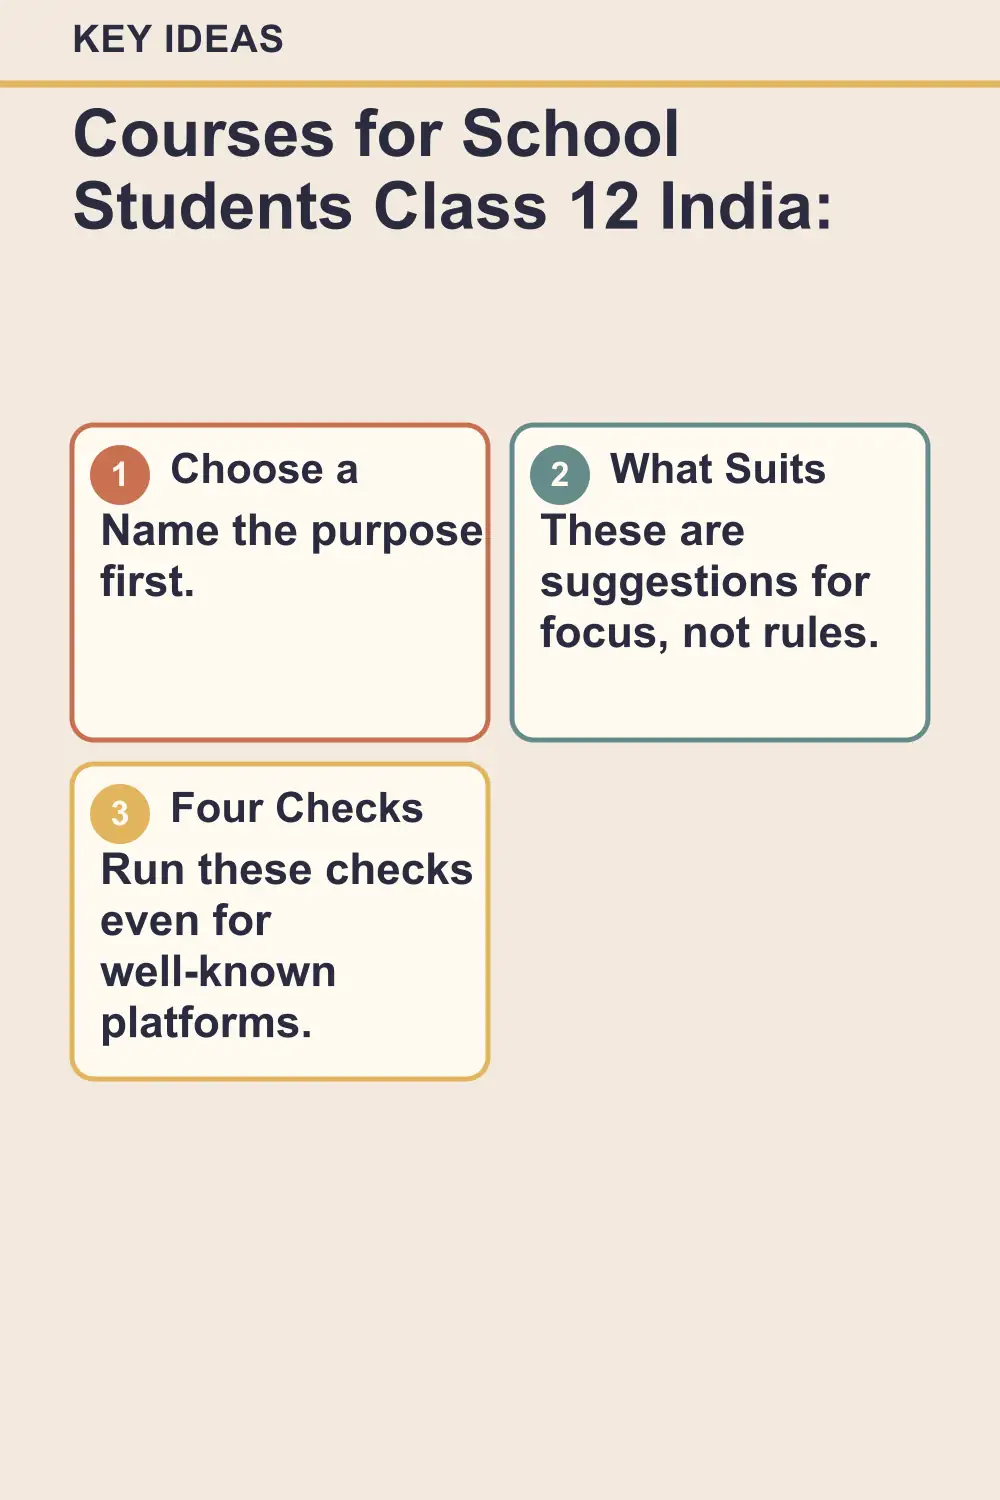 KEY IDEAS
Courses for School
Students Class 12 India:
1 Choose a
Name the purpose
first.
2 What Suits
These are
suggestions for
focus, not rules.
3 Four Checks
Run these checks
even for
well-known
platforms.